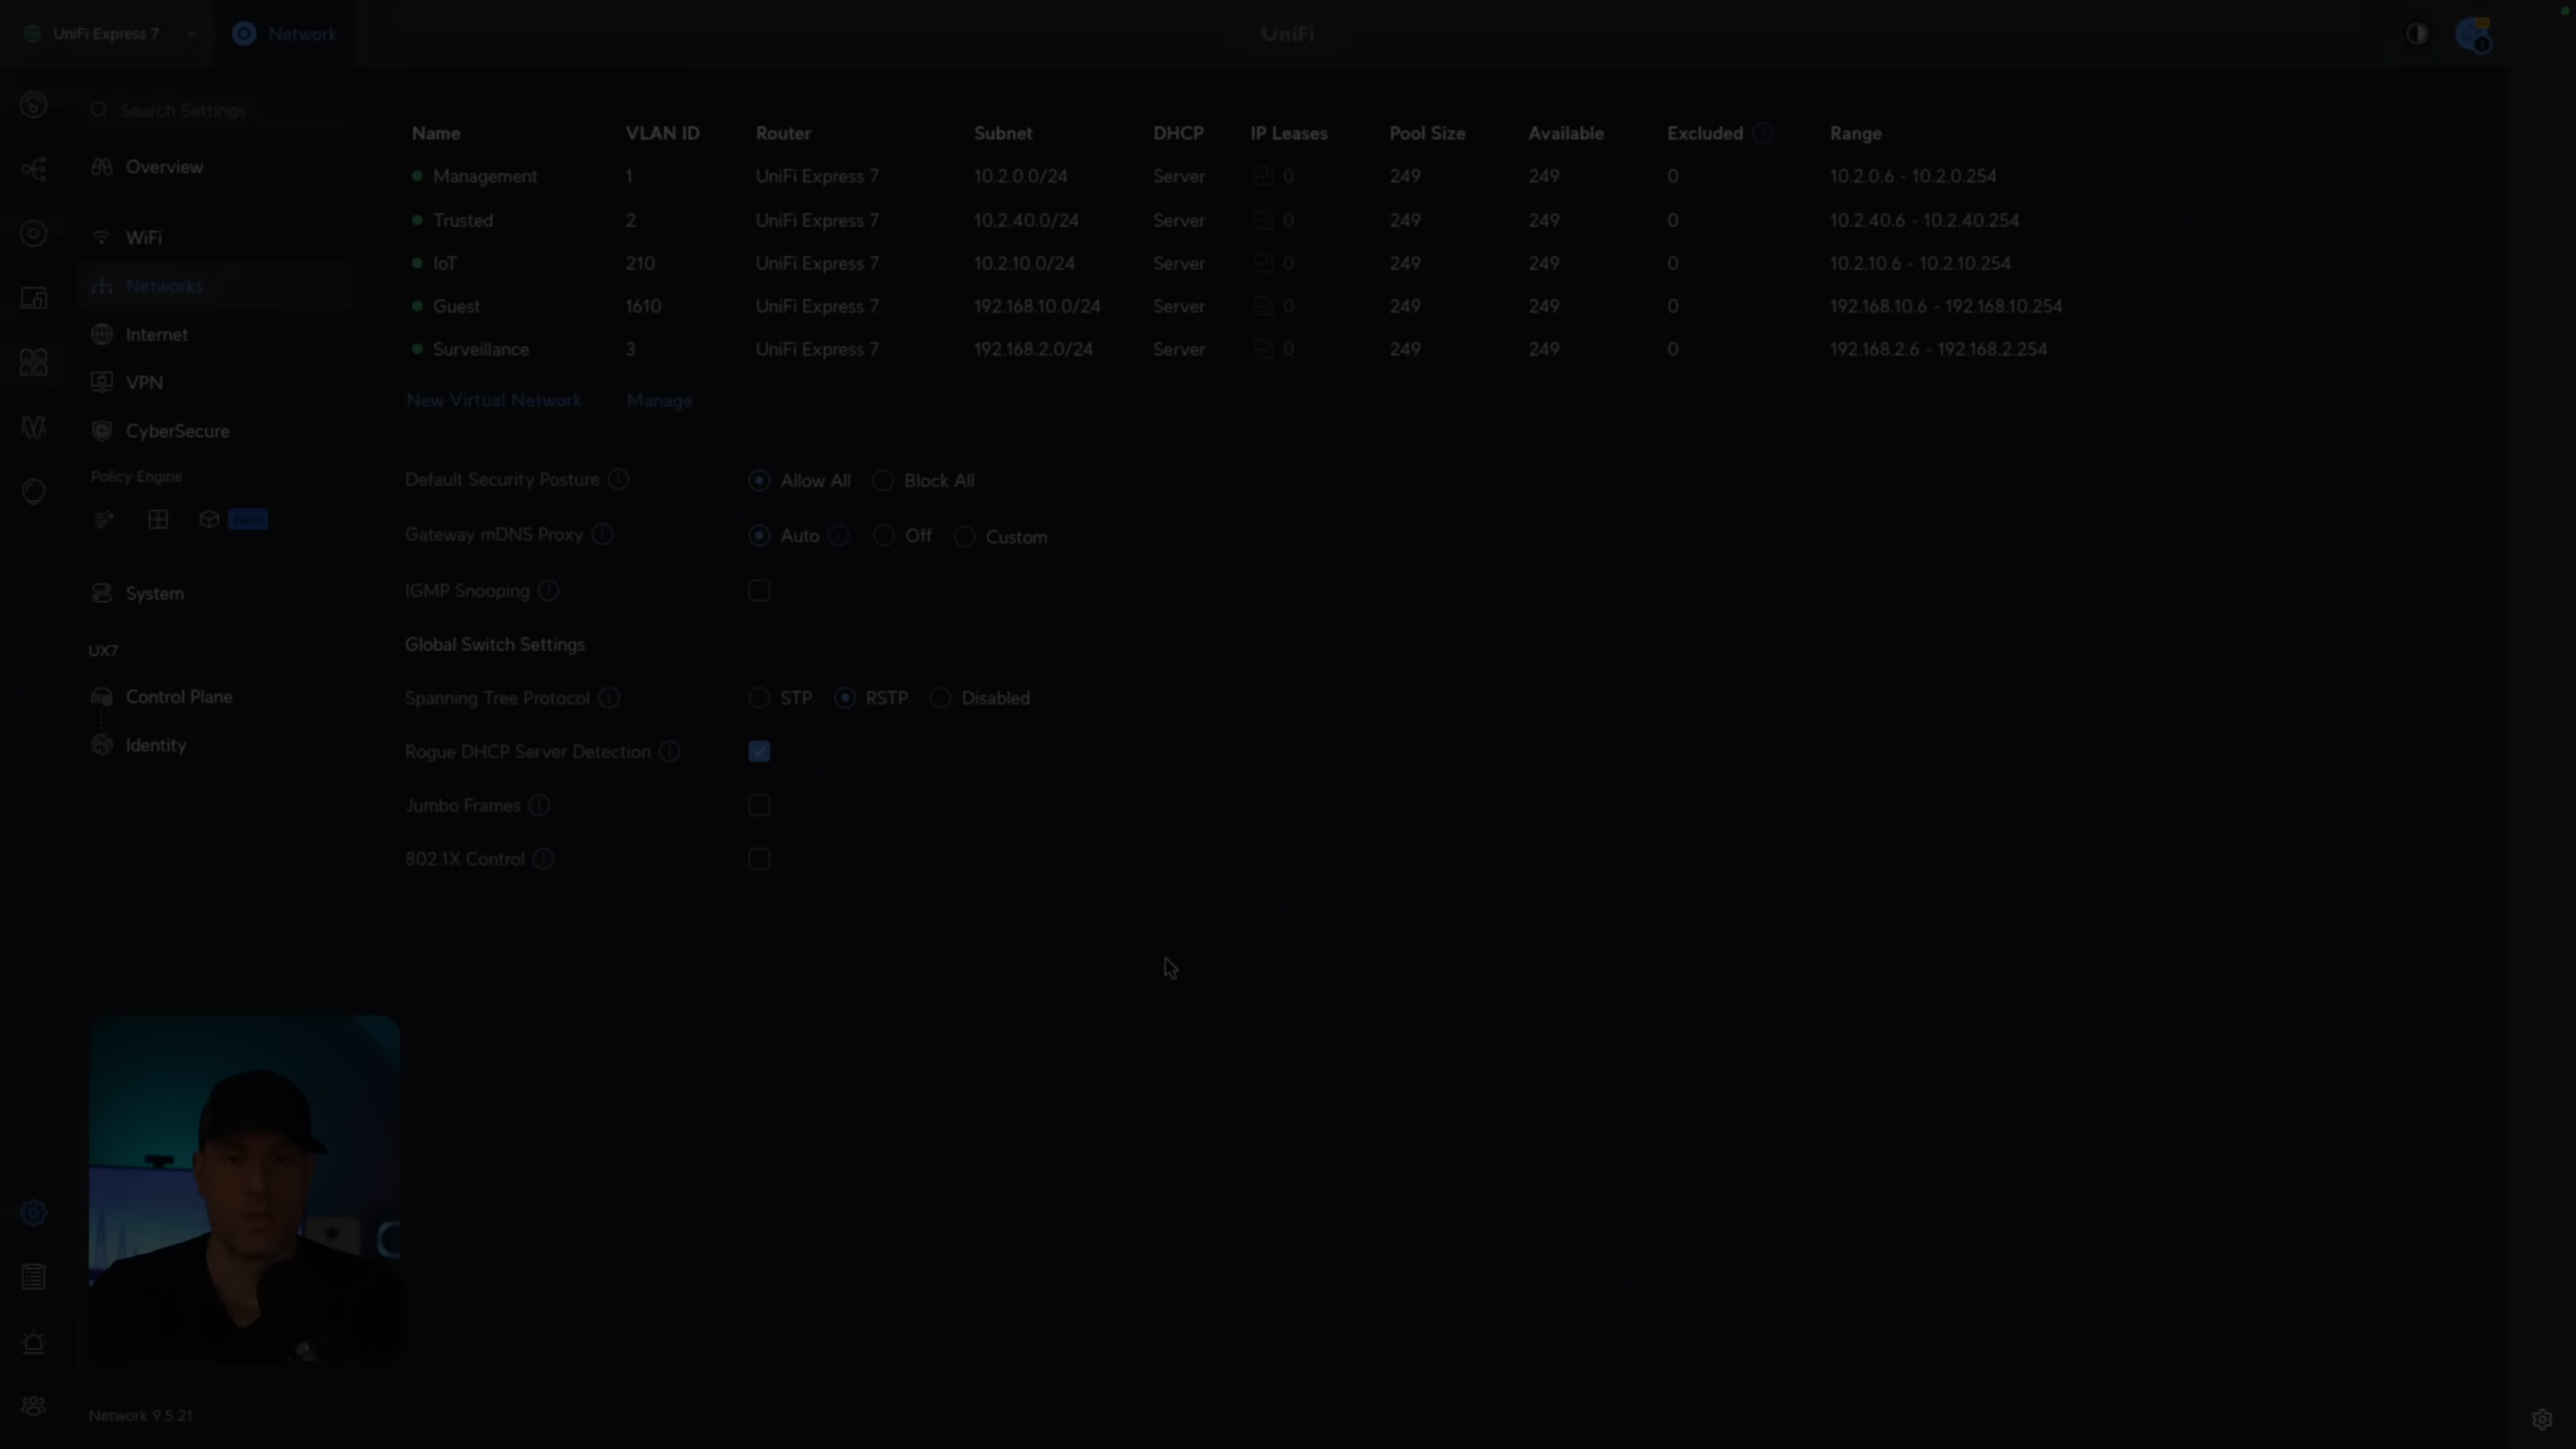 UniFi Express 7
Network
UniFi
Search Settings
Overview
WiFi
Networks
Internet
VPN
CyberSecure
Policy Engine
New
System
UX7
Control Plane
Identity
Network 9.5.21
Name VLAN ID Router Subnet DHCP IP Leases Pool Size Available Excluded Range
Management 1 UniFi Express 7 10.2.0.0/24 Server 0 249 249 0 10.2.0.6 - 10.2.0.254
Trusted 2 UniFi Express 7 10.2.40.0/24 Server 0 249 249 0 10.2.40.6 - 10.2.40.254
IoT 210 UniFi Express 7 10.2.10.0/24 Server 0 249 249 0 10.2.10.6 - 10.2.10.254
Guest 1610 UniFi Express 7 192.168.10.0/24 Server 0 249 249 0 192.168.10.6 - 192.168.10.254
Surveillance 3 UniFi Express 7 192.168.2.0/24 Server 0 249 249 0 192.168.2.6 - 192.168.2.254
New Virtual Network Manage
Default Security Posture Allow All Block All
Gateway mDNS Proxy Auto Off Custom
IGMP Snooping
Global Switch Settings
Spanning Tree Protocol STP RSTP Disabled
Rogue DHCP Server Detection
Jumbo Frames
802.1X Control